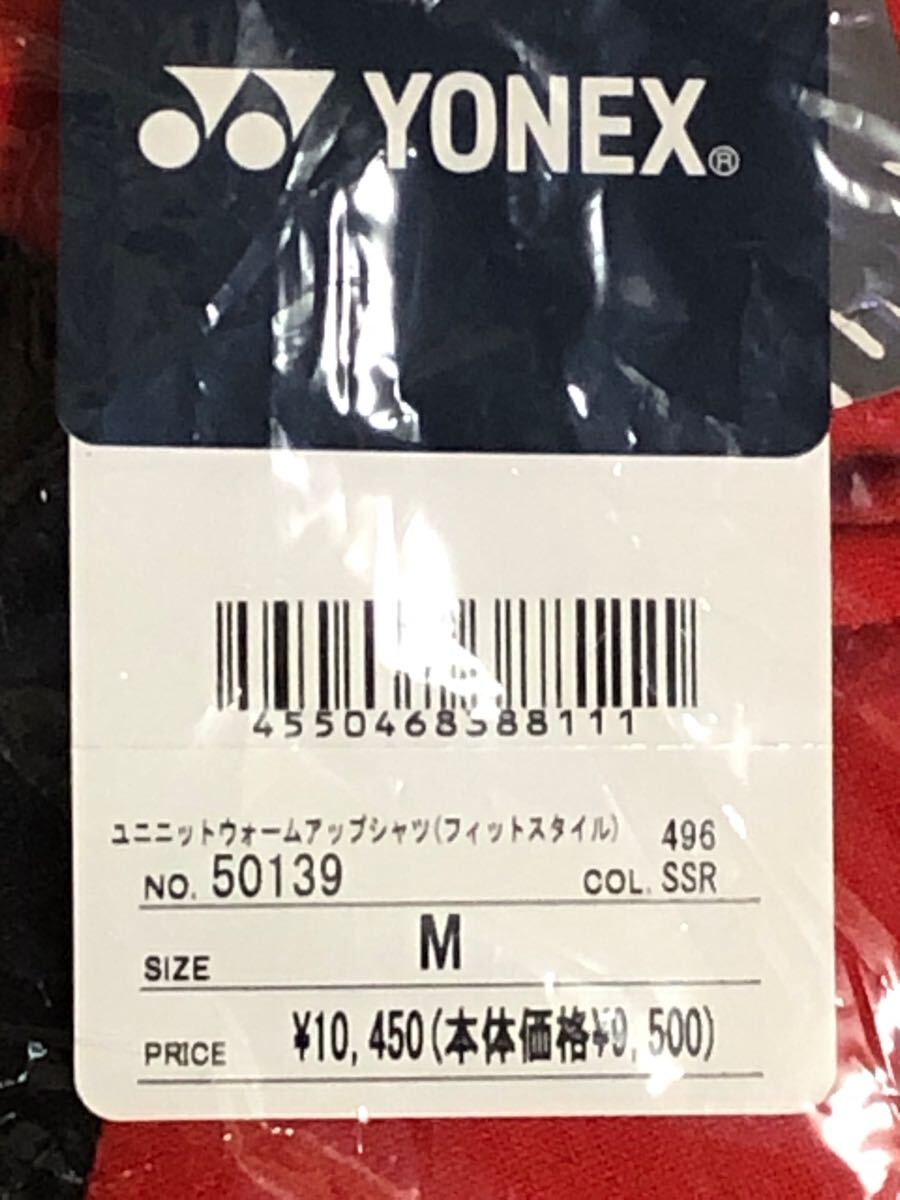 YONEX®
4550468388111
ユニニットウォームアップシャツ(フィットスタイル) 496
NO. 50139 COL. SSR
SIZE M
PRICE ¥10,450(本体価格¥9,500)